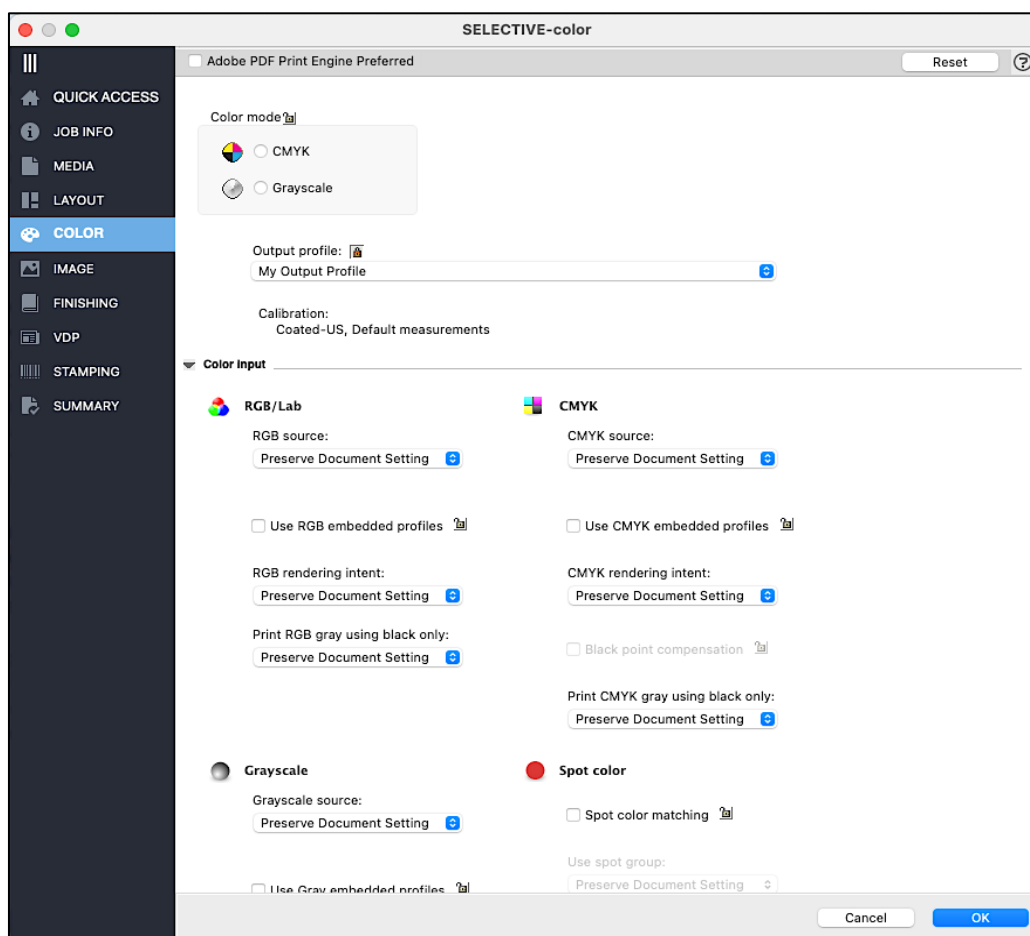 SELECTIVE-color
Adobe PDF Print Engine Preferred
Reset
?
QUICK ACCESS
JOB INFO
MEDIA
LAYOUT
COLOR
IMAGE
FINISHING
VDP
STAMPING
SUMMARY
Color mode
CMYK
Grayscale
Output profile:
My Output Profile
Calibration:
Coated-US, Default measurements
Color Input
RGB/Lab
RGB source:
Preserve Document Setting
Use RGB embedded profiles
RGB rendering intent:
Preserve Document Setting
Print RGB gray using black only:
Preserve Document Setting
CMYK
CMYK source:
Preserve Document Setting
Use CMYK embedded profiles
CMYK rendering intent:
Preserve Document Setting
Black point compensation
Print CMYK gray using black only:
Preserve Document Setting
Grayscale
Grayscale source:
Preserve Document Setting
Use Gray embedded profiles
Spot color
Spot color matching
Use spot group:
Preserve Document Setting
Cancel
OK